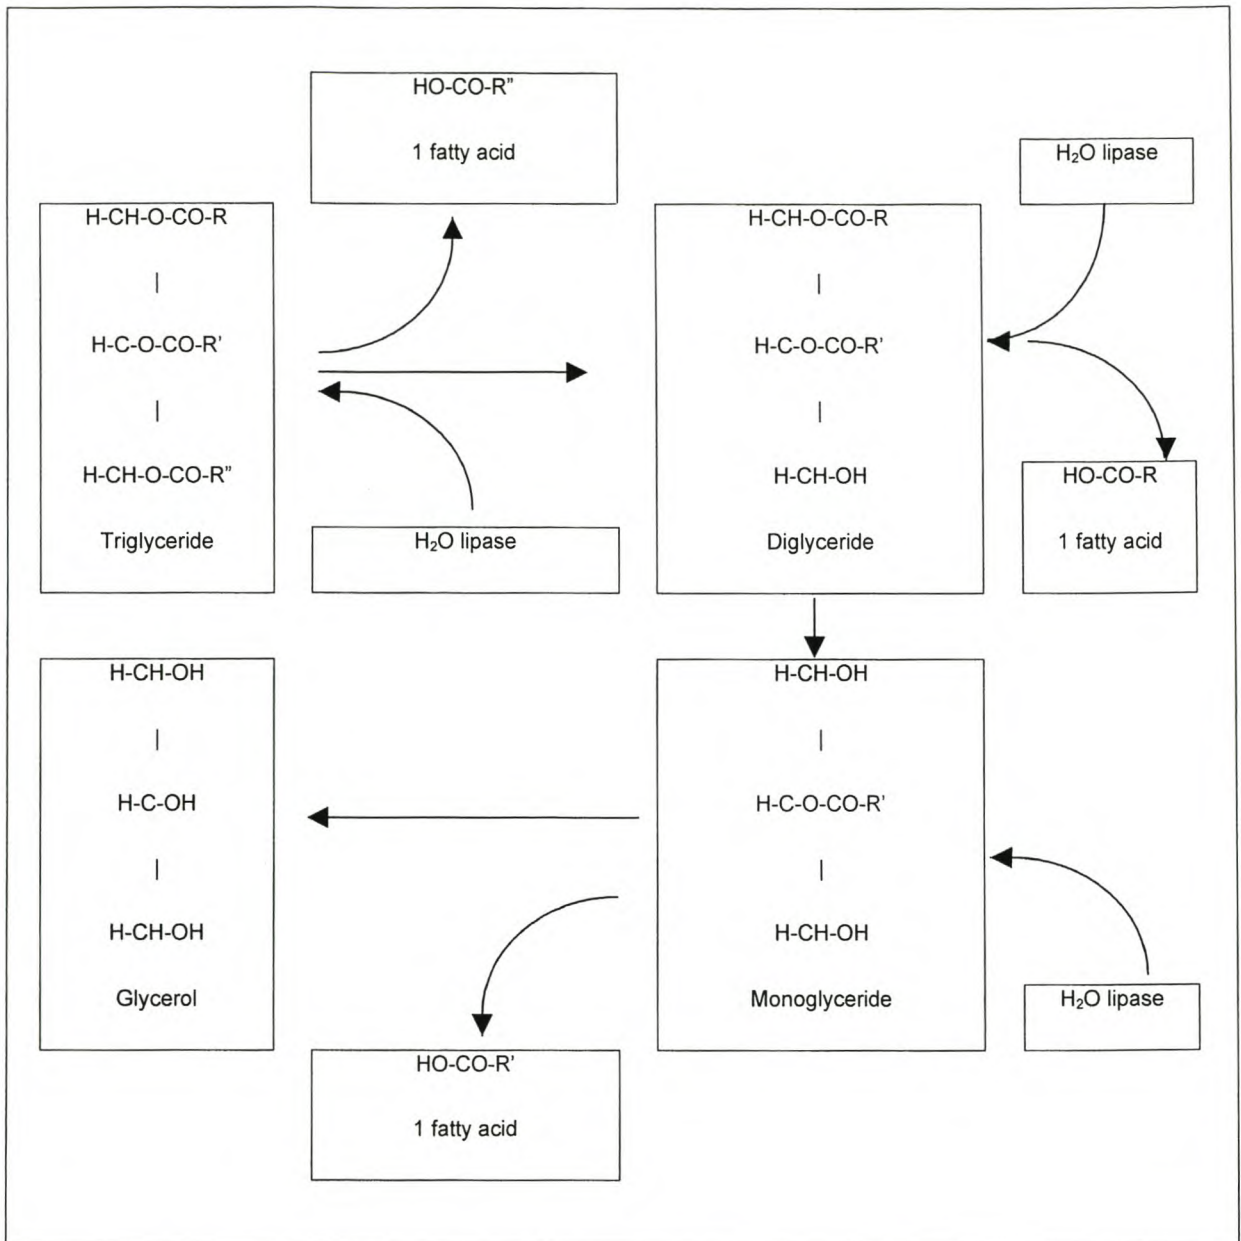 HO-CO-R"
1 fatty acid
H₂O lipase
H-CH-O-CO-R
|
H-C-O-CO-R'
|
H-CH-O-CO-R"
Triglyceride
H₂O lipase
H-CH-O-CO-R
|
H-C-O-CO-R'
|
H-CH-OH
Diglyceride
HO-CO-R
1 fatty acid
H-CH-OH
|
H-C-OH
|
H-CH-OH
Glycerol
H-CH-OH
|
H-C-O-CO-R'
|
H-CH-OH
Monoglyceride
H₂O lipase
HO-CO-R'
1 fatty acid